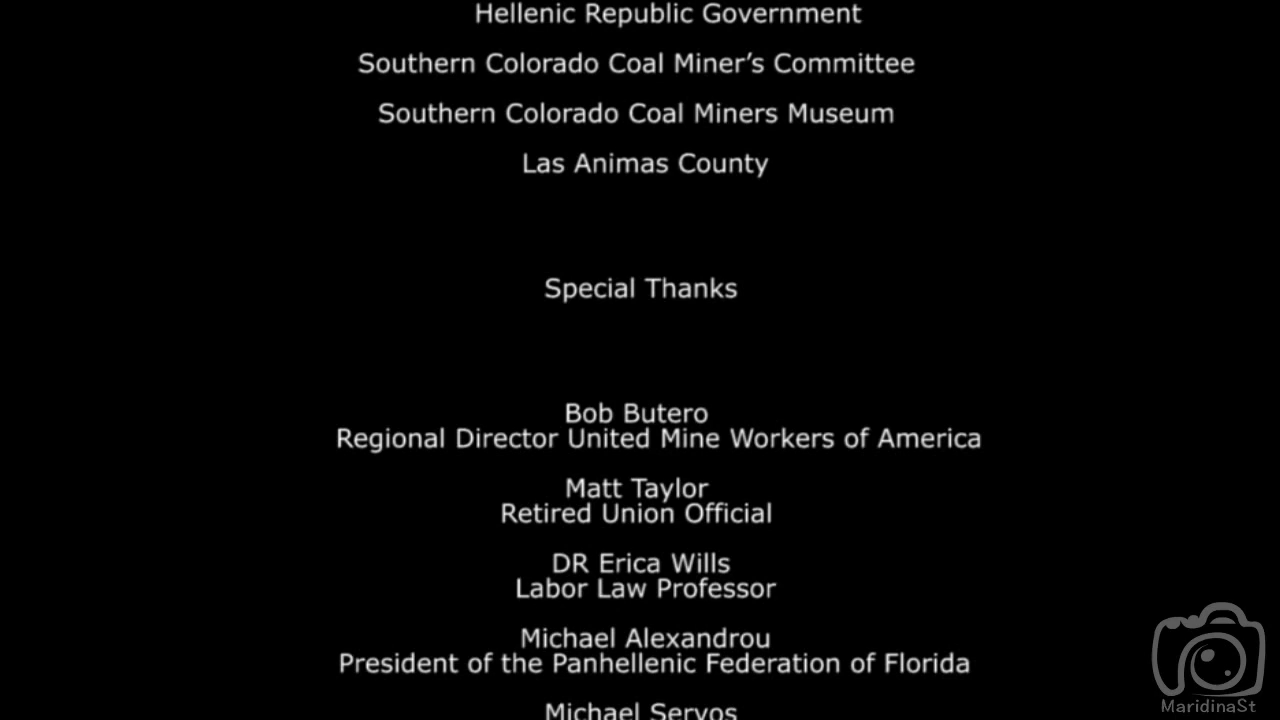 Hellenic Republic Government
Southern Colorado Coal Miner’s Committee
Southern Colorado Coal Miners Museum
Las Animas County
Special Thanks
Bob Butero
Regional Director United Mine Workers of America
Matt Taylor
Retired Union Official
DR Erica Wills
Labor Law Professor
Michael Alexandrou
President of the Panhellenic Federation of Florida
Michael Servos
MaridinaSt